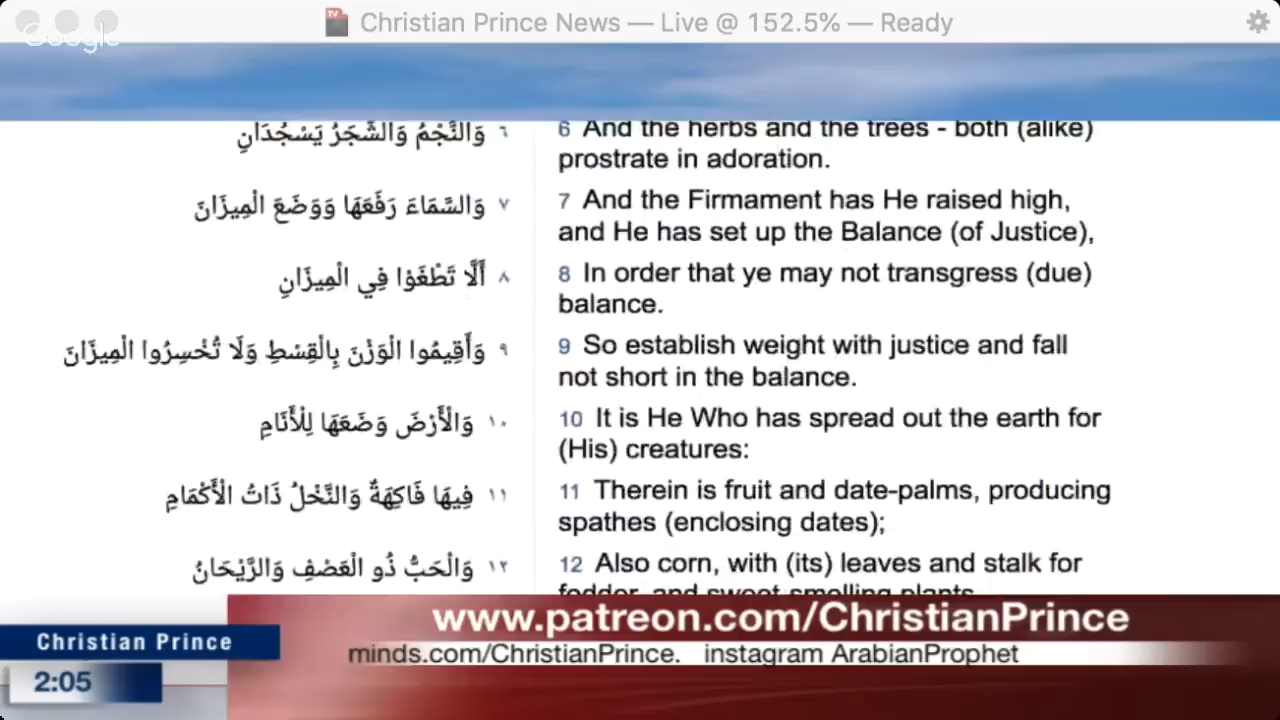 Christian Prince News — Live @ 152.5% — Ready
Google
TV
وَالنَّجْمُ وَالشَّجَرُ يَسْجُدَانِ ٦
6 And the herbs and the trees - both (alike)
prostrate in adoration.
وَالسَّمَاءَ رَفَعَهَا وَوَضَعَ الْمِيزَانَ ٧
7 And the Firmament has He raised high,
and He has set up the Balance (of Justice),
أَلَّا تَطْغَوْا فِي الْمِيزَانِ ٨
8 In order that ye may not transgress (due)
balance.
وَأَقِيمُوا الْوَزْنَ بِالْقِسْطِ وَلَا تُخْسِرُوا الْمِيزَانَ ٩
9 So establish weight with justice and fall
not short in the balance.
وَالْأَرْضَ وَضَعَهَا لِلْأَنَامِ ١٠
10 It is He Who has spread out the earth for
(His) creatures:
فِيهَا فَاكِهَةٌ وَالنَّخْلُ ذَاتُ الْأَكْمَامِ ١١
11 Therein is fruit and date-palms, producing
spathes (enclosing dates);
وَالْحَبُّ ذُو الْعَصْفِ وَالرَّيْحَانُ ١٢
12 Also corn, with (its) leaves and stalk for
fodder, and sweet smelling plants
www.patreon.com/ChristianPrince
Christian Prince
minds.com/ChristianPrince. instagram ArabianProphet
2:05